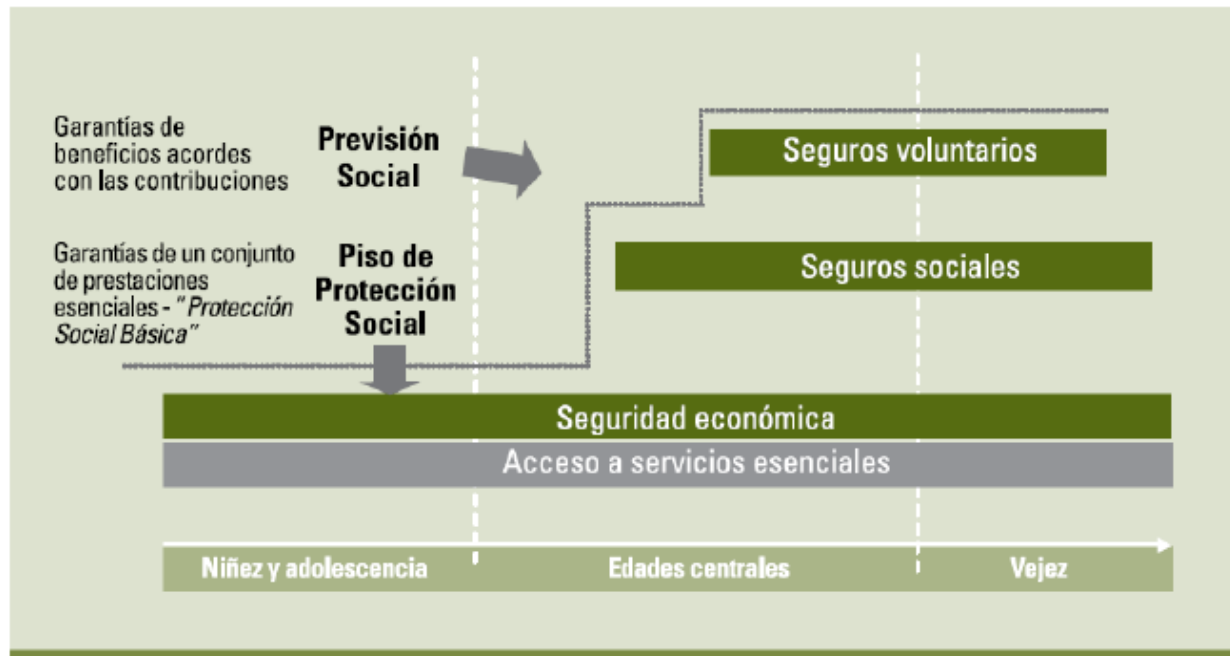 Garantías de
beneficios acordes
con las contribuciones
Previsión
Social
Seguros voluntarios
Garantías de un conjunto
de prestaciones
esenciales - "Protección
Social Básica"
Piso de
Protección
Social
Seguros sociales
Seguridad económica
Acceso a servicios esenciales
Niñez y adolescencia
Edades centrales
Vejez